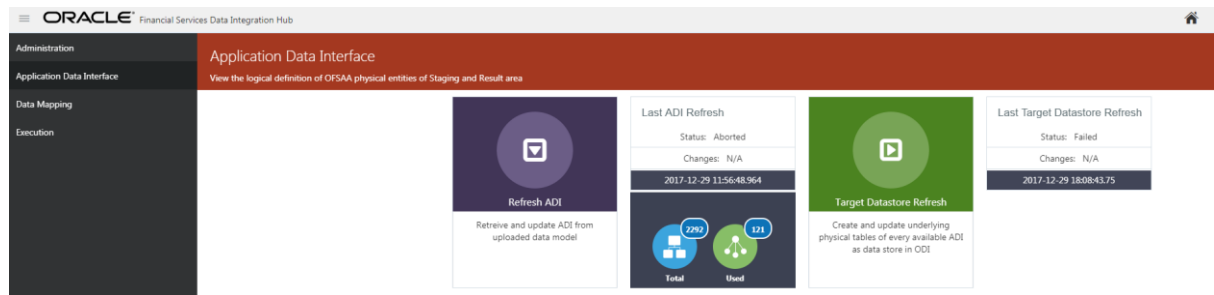 ORACLE Financial Services Data Integration Hub
Administration
Application Data Interface
Data Mapping
Execution
Application Data Interface
View the logical definition of OFSAA physical entities of Staging and Result area
Refresh ADI
Retreive and update ADI from
uploaded data model
Last ADI Refresh
Status: Aborted
Changes: N/A
2017-12-29 11:56:48.964
2292
Total
121
Used
Target Datastore Refresh
Create and update underlying
physical tables of every available ADI
as data store in ODI
Last Target Datastore Refresh
Status: Failed
Changes: N/A
2017-12-29 18:08:43.75